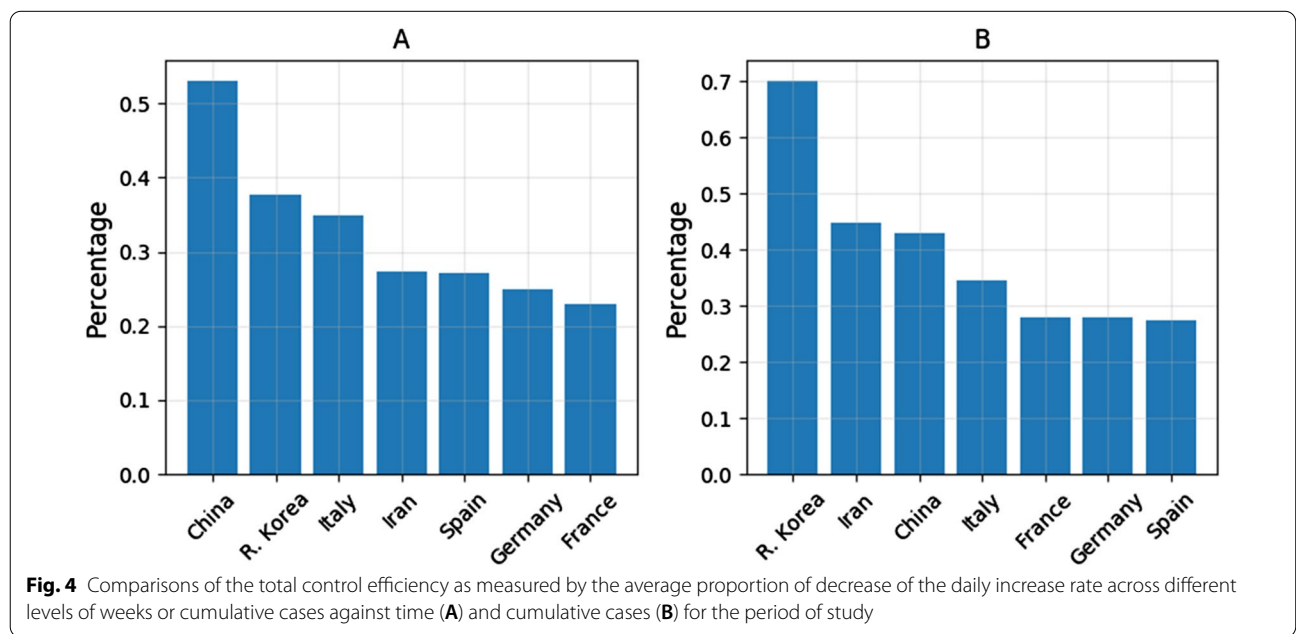 A
Percentage
0.5
0.4
0.3
0.2
0.1
0.0
China
R. Korea
Italy
Iran
Spain
Germany
France
B
Percentage
0.7
0.6
0.5
0.4
0.3
0.2
0.1
0.0
R. Korea
Iran
China
Italy
France
Germany
Spain
Fig. 4 Comparisons of the total control efficiency as measured by the average proportion of decrease of the daily increase rate across different
levels of weeks or cumulative cases against time (A) and cumulative cases (B) for the period of study